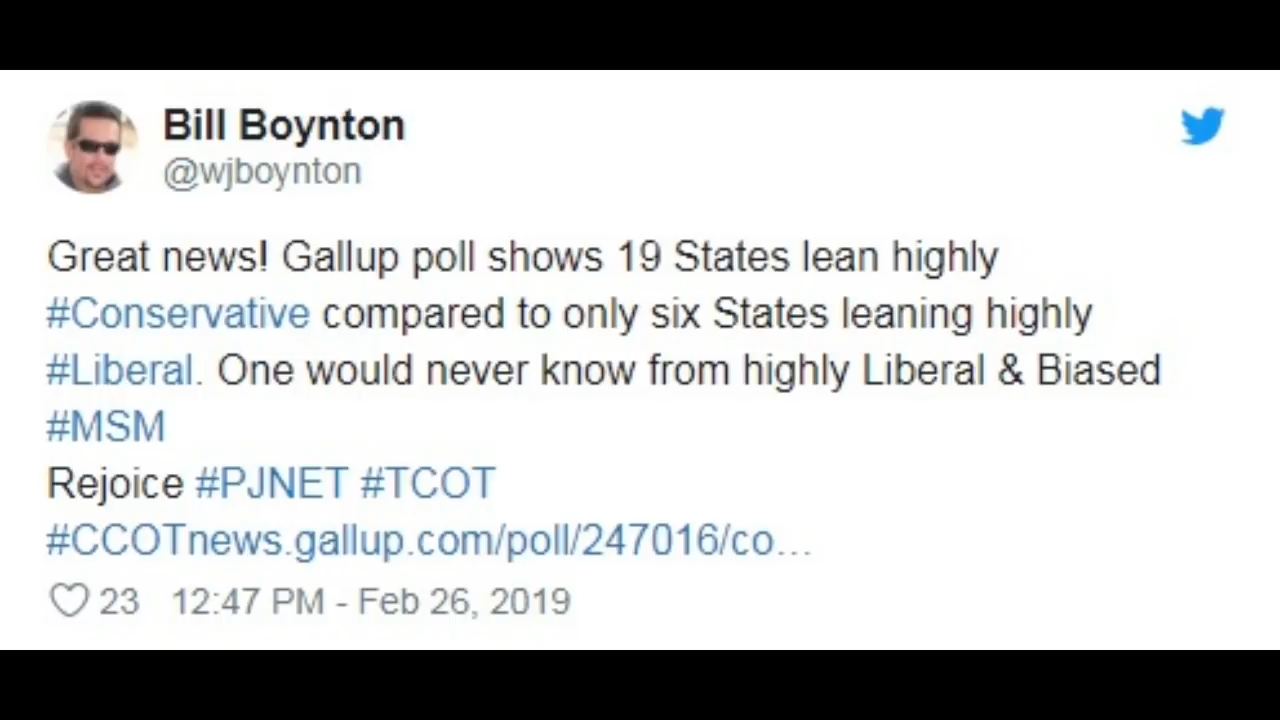 Bill Boynton
@wjboynton
Great news! Gallup poll shows 19 States lean highly
#Conservative compared to only six States leaning highly
#Liberal. One would never know from highly Liberal & Biased
#MSM
Rejoice #PJNET #TCOT
#CCOTnews.gallup.com/poll/247016/co…
23 12:47 PM - Feb 26, 2019